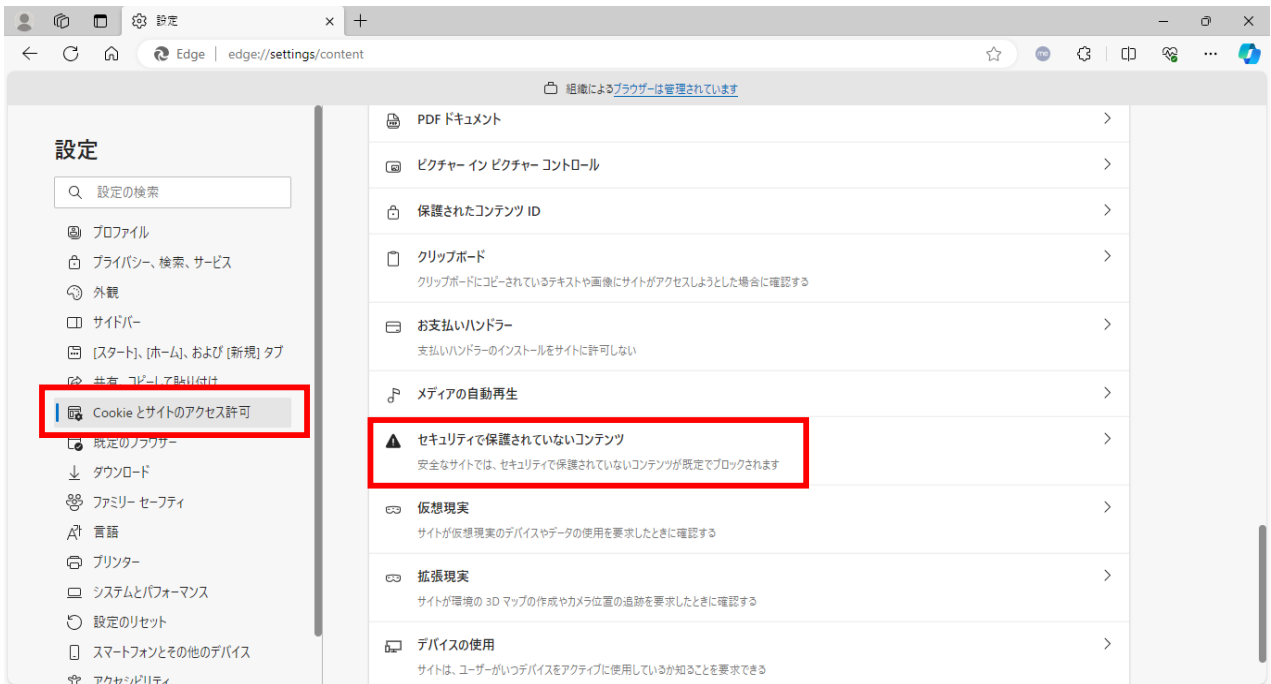 設定
Edge
edge://settings/content
me
組織によるブラウザーは管理されています
設定
設定の検索
プロファイル
プライバシー、検索、サービス
外観
サイドバー
[スタート]、[ホーム]、および [新規] タブ
共有、コピーして貼り付け
Cookie とサイトのアクセス許可
既定のブラウザー
ダウンロード
ファミリー セーフティ
言語
プリンター
システムとパフォーマンス
設定のリセット
スマートフォンとその他のデバイス
アクセシビリティ
PDF ドキュメント
ピクチャー イン ピクチャー コントロール
保護されたコンテンツ ID
クリップボード
クリップボードにコピーされているテキストや画像にサイトがアクセスしようとした場合に確認する
お支払いハンドラー
支払いハンドラーのインストールをサイトに許可しない
メディアの自動再生
セキュリティで保護されていないコンテンツ
安全なサイトでは、セキュリティで保護されていないコンテンツが既定でブロックされます
仮想現実
サイトが仮想現実のデバイスやデータの使用を要求したときに確認する
拡張現実
サイトが環境の 3D マップの作成やカメラ位置の追跡を要求したときに確認する
デバイスの使用
サイトは、ユーザーがいつデバイスをアクティブに使用しているか知ることを要求できる